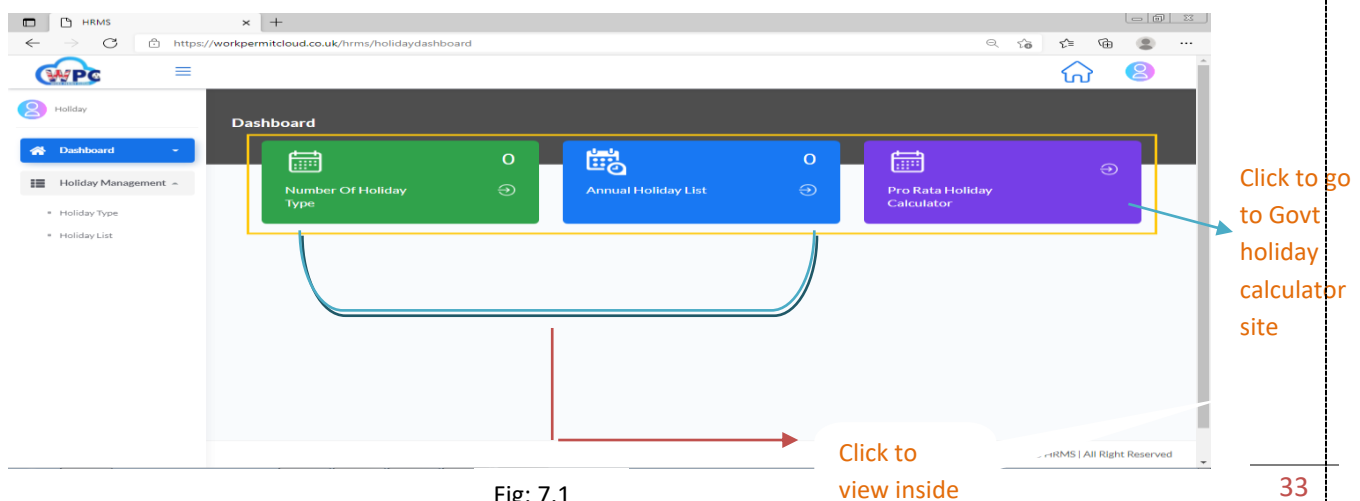 HRMS
https://workpermitcloud.co.uk/hrms/holidaydashboard
WPC
Holiday
Dashboard
Dashboard
Holiday Management
Holiday Type
Holiday List
0
Number Of Holiday
Type
0
Annual Holiday List
Pro Rata Holiday
Calculator
Click to go
to Govt
holiday
calculator
site
Click to
view inside
HRMS | All Right Reserved
Fig: 7.1
33